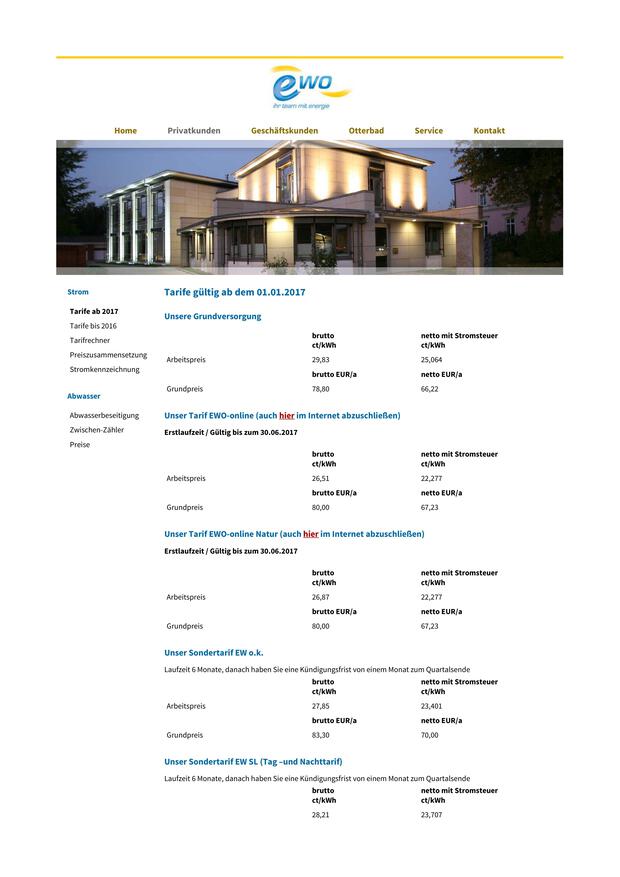 ewo
ihr team mit energie
Home Privatkunden Geschäftskunden Otterbad Service Kontakt
Strom
Tarife ab 2017
Tarife bis 2016
Tarifrechner
Preiszusammensetzung
Stromkennzeichnung
Abwasser
Abwasserbeseitigung
Zwischen-Zähler
Preise
Tarife gültig ab dem 01.01.2017
Unsere Grundversorgung
brutto netto mit Stromsteuer
ct/kWh ct/kWh
Arbeitspreis 29,83 25,064
brutto EUR/a netto EUR/a
Grundpreis 78,80 66,22
Unser Tarif EWO-online (auch hier im Internet abzuschließen)
Erstlaufzeit / Gültig bis zum 30.06.2017
brutto netto mit Stromsteuer
ct/kWh ct/kWh
Arbeitspreis 26,51 22,277
brutto EUR/a netto EUR/a
Grundpreis 80,00 67,23
Unser Tarif EWO-online Natur (auch hier im Internet abzuschließen)
Erstlaufzeit / Gültig bis zum 30.06.2017
brutto netto mit Stromsteuer
ct/kWh ct/kWh
Arbeitspreis 26,87 22,277
brutto EUR/a netto EUR/a
Grundpreis 80,00 67,23
Unser Sondertarif EW o.k.
Laufzeit 6 Monate, danach haben Sie eine Kündigungsfrist von einem Monat zum Quartalsende
brutto netto mit Stromsteuer
ct/kWh ct/kWh
Arbeitspreis 27,85 23,401
brutto EUR/a netto EUR/a
Grundpreis 83,30 70,00
Unser Sondertarif EW SL (Tag –und Nachttarif)
Laufzeit 6 Monate, danach haben Sie eine Kündigungsfrist von einem Monat zum Quartalsende
brutto netto mit Stromsteuer
ct/kWh ct/kWh
28,21 23,707